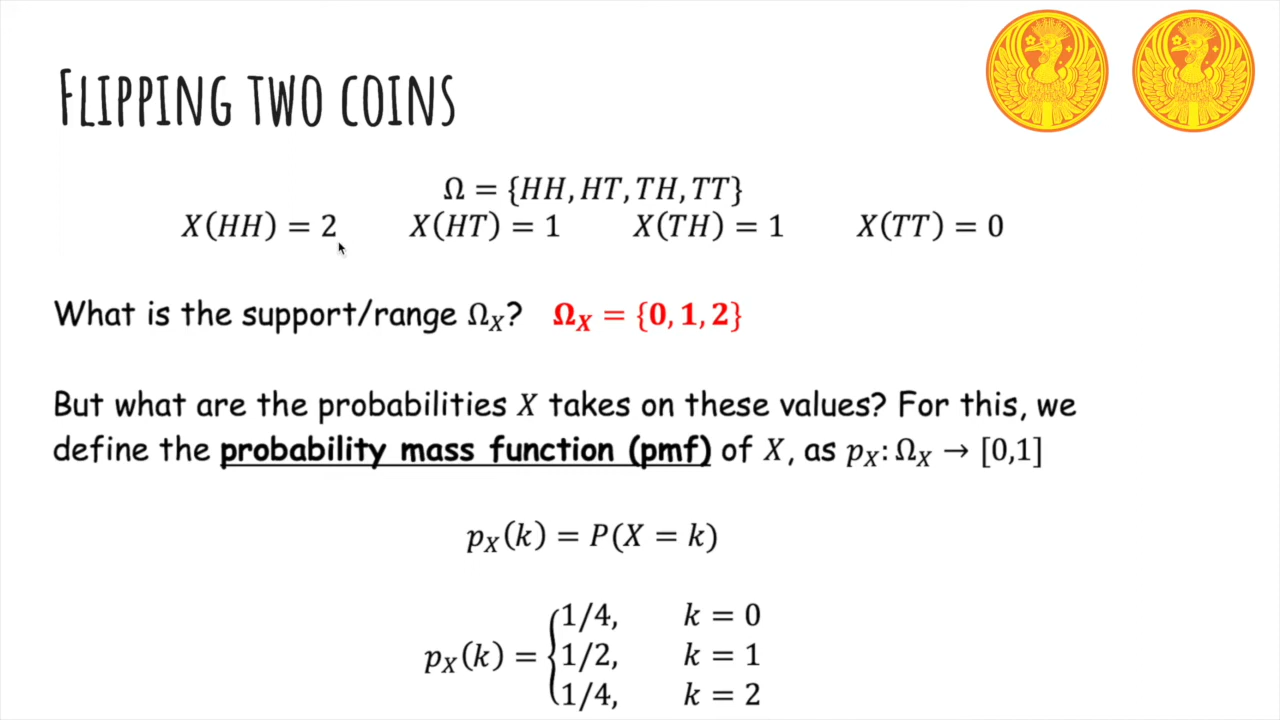 FLIPPING TWO COINS
Ω = {HH, HT, TH, TT}
X(HH) = 2 X(HT) = 1 X(TH) = 1 X(TT) = 0
What is the support/range Ω_X? Ω_X = {0, 1, 2}
But what are the probabilities X takes on these values? For this, we
define the probability mass function (pmf) of X, as p_X: Ω_X → [0,1]
p_X(k) = P(X = k)
p_X(k) = { 1/4, k = 0
1/2, k = 1
1/4, k = 2